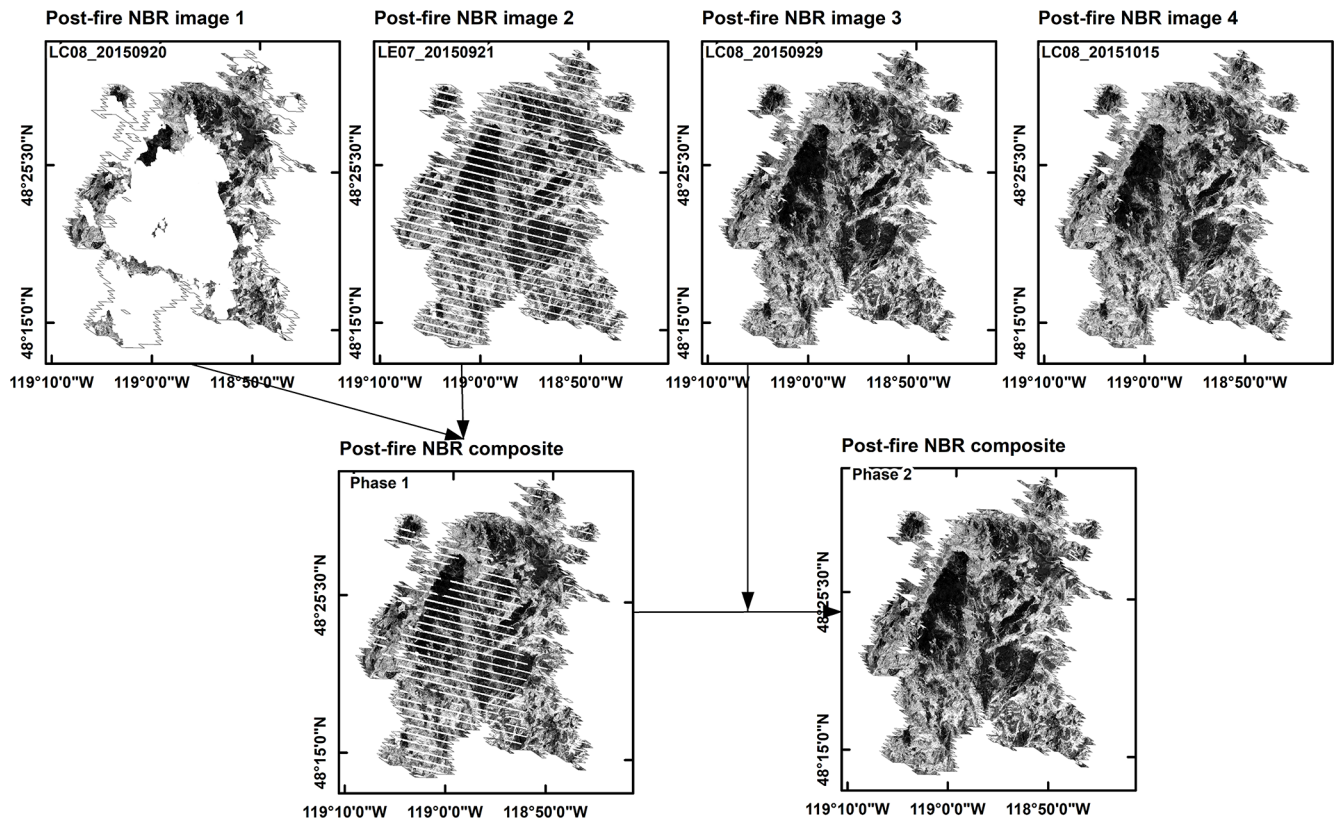 Post-fire NBR image 1
Post-fire NBR image 2
Post-fire NBR image 3
Post-fire NBR image 4
LC08_20150920
LE07_20150921
LC08_20150929
LC08_20151015
48°25'30"N
48°15'0"N
48°25'30"N
48°15'0"N
48°25'30"N
48°15'0"N
48°25'30"N
48°15'0"N
119°10'0"W 119°0'0"W 118°50'0"W
119°10'0"W 119°0'0"W 118°50'0"W
119°10'0"W 119°0'0"W 118°50'0"W
119°10'0"W 119°0'0"W 118°50'0"W
Post-fire NBR composite
Post-fire NBR composite
Phase 1
Phase 2
48°25'30"N
48°15'0"N
48°25'30"N
48°15'0"N
119°10'0"W 119°0'0"W 118°50'0"W
119°10'0"W 119°0'0"W 118°50'0"W